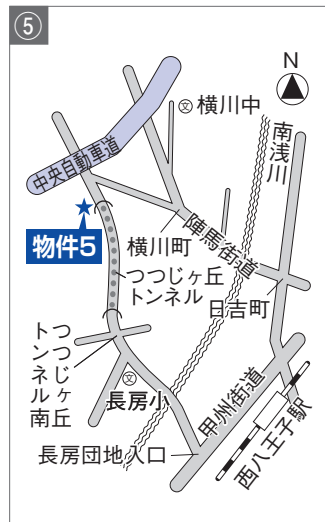 ⑤
N
横川中
南浅川
中央自動車道
物件5
陣馬街道
横川町
つつじヶ丘
トンネル
日吉町
つつじヶ丘
トンネル南
長房小
甲州街道
長房団地入口
西八王子駅